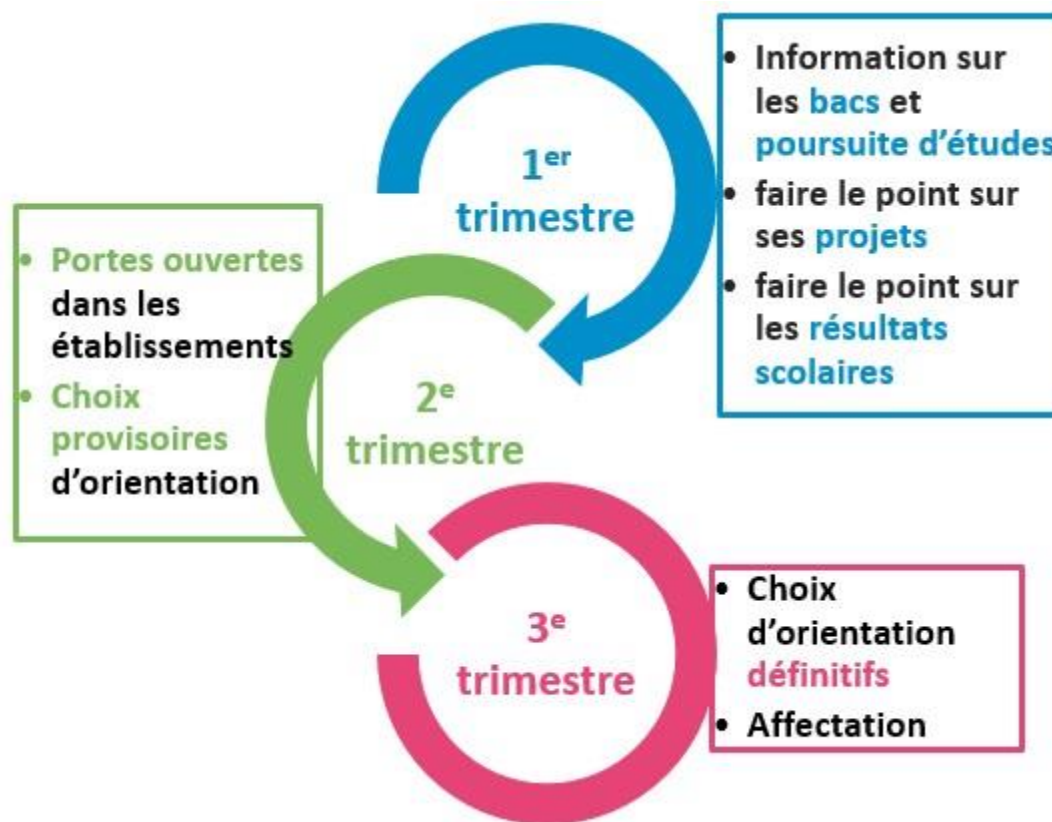 1er
trimestre
• Information sur
les bacs et
poursuite d’études
• faire le point sur
ses projets
• faire le point sur
les résultats
scolaires
2e
trimestre
• Portes ouvertes
dans les
établissements
• Choix
provisoires
d’orientation
3e
trimestre
• Choix
d’orientation
définitifs
• Affectation